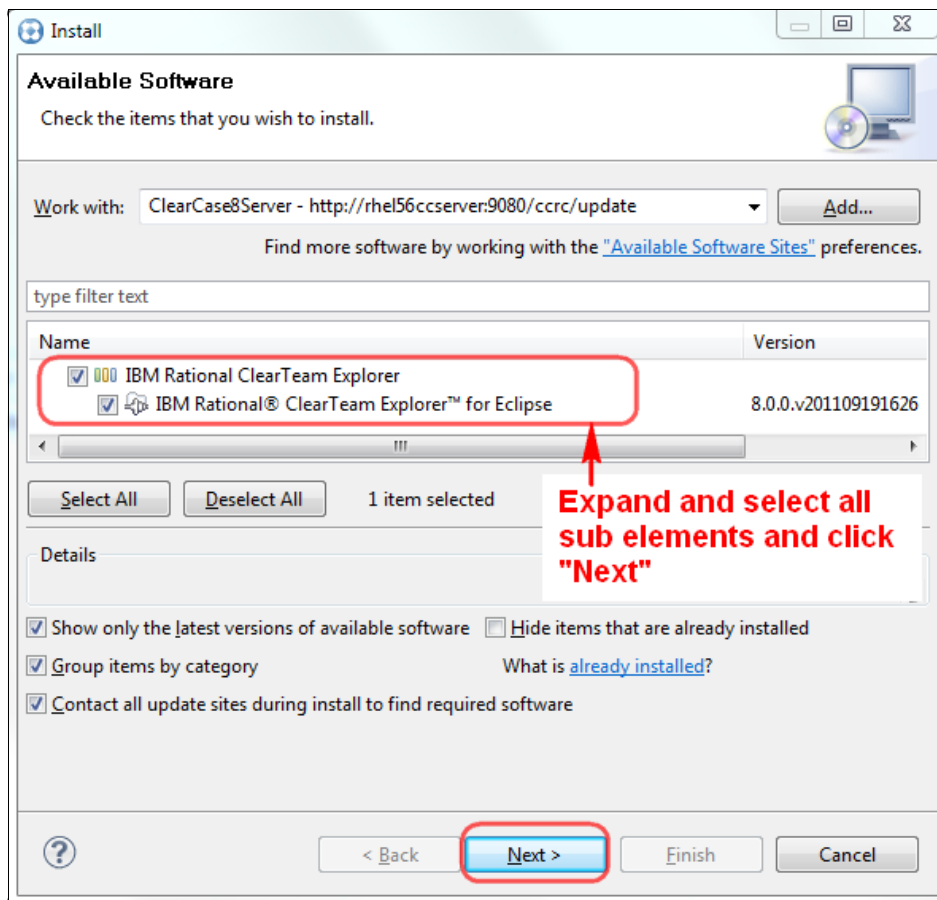 Install
Available Software
Check the items that you wish to install.
Work with: ClearCase8Server - http://rhel56ccserver:9080/ccrc/update Add...
Find more software by working with the "Available Software Sites" preferences.
type filter text
Name Version
IBM Rational ClearTeam Explorer
IBM Rational® ClearTeam Explorer™ for Eclipse 8.0.0.v201109191626
Select All Deselect All 1 item selected
Expand and select all
sub elements and click
"Next"
Details
Show only the latest versions of available software Hide items that are already installed
Group items by category What is already installed?
Contact all update sites during install to find required software
? < Back Next > Finish Cancel